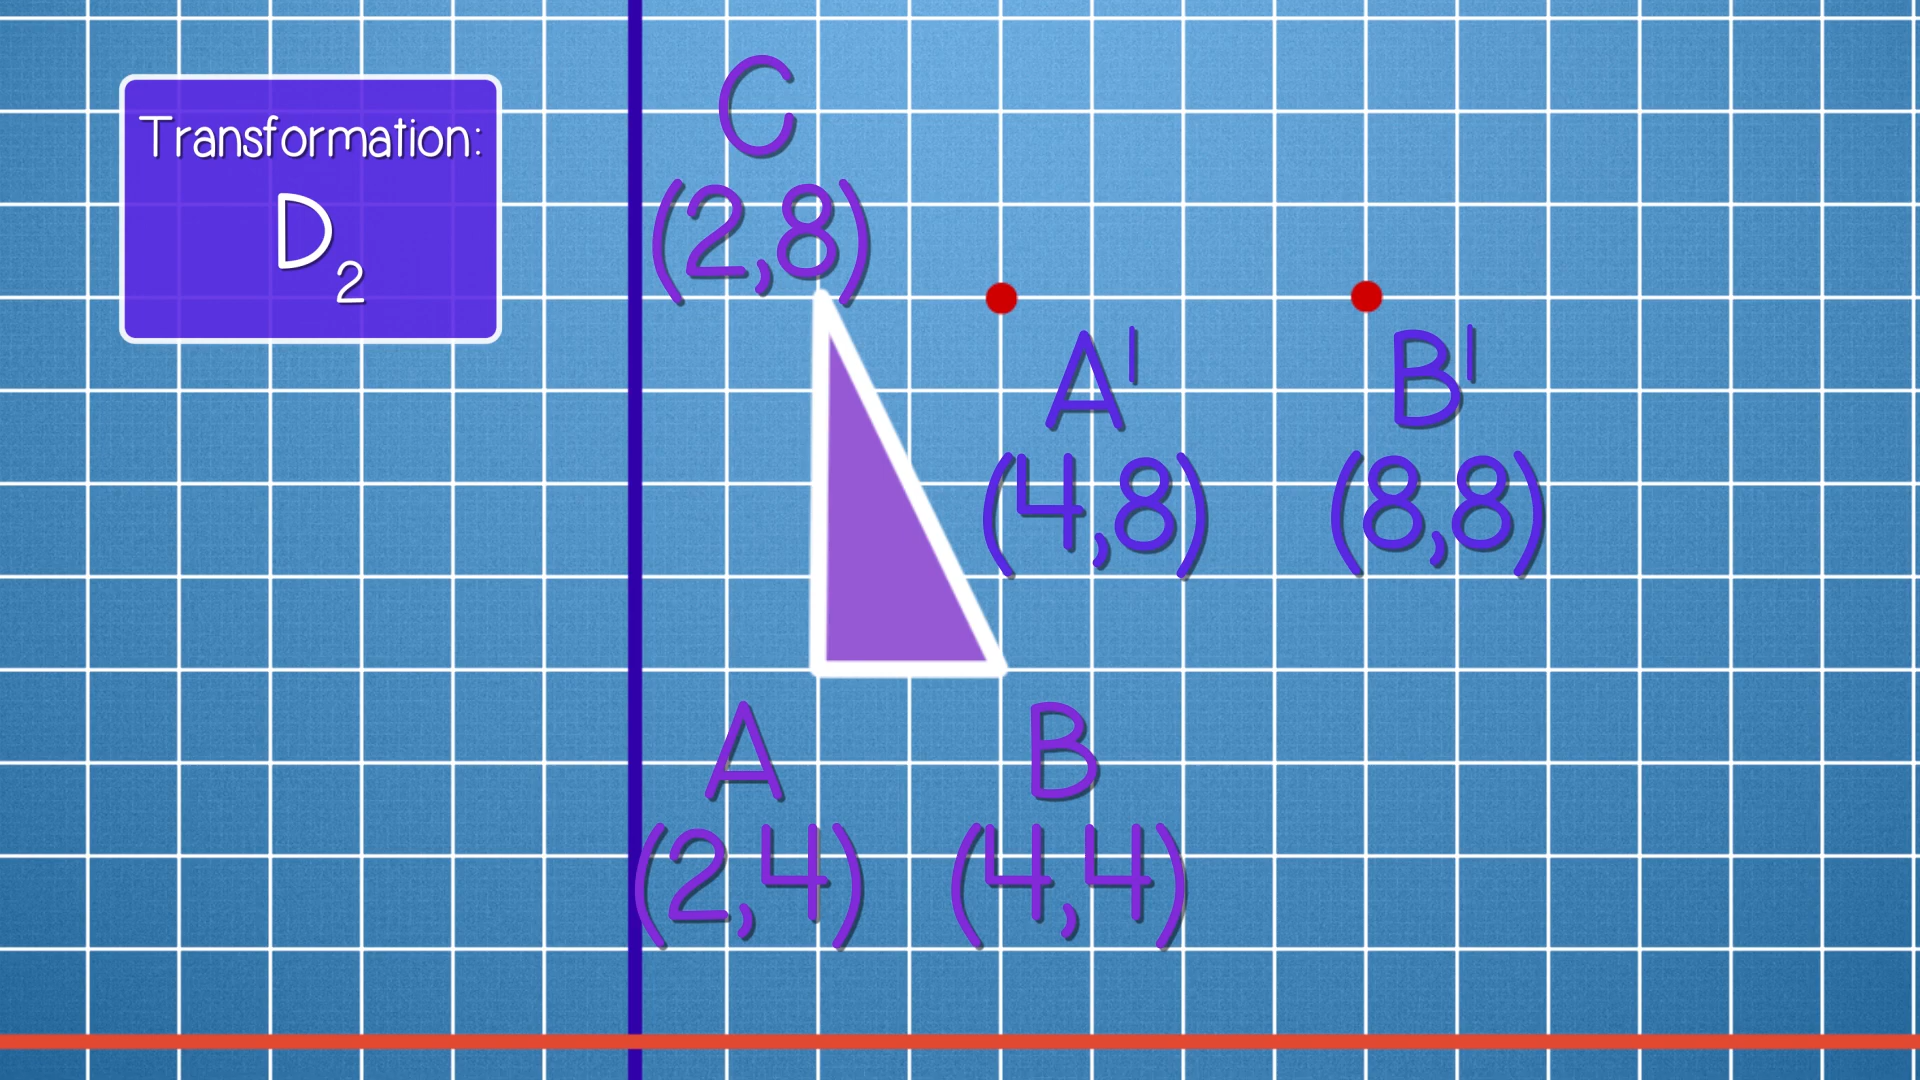 Transformation:
D2
C
(2,8)
A'
(4,8)
B'
(8,8)
A
(2,4)
B
(4,4)